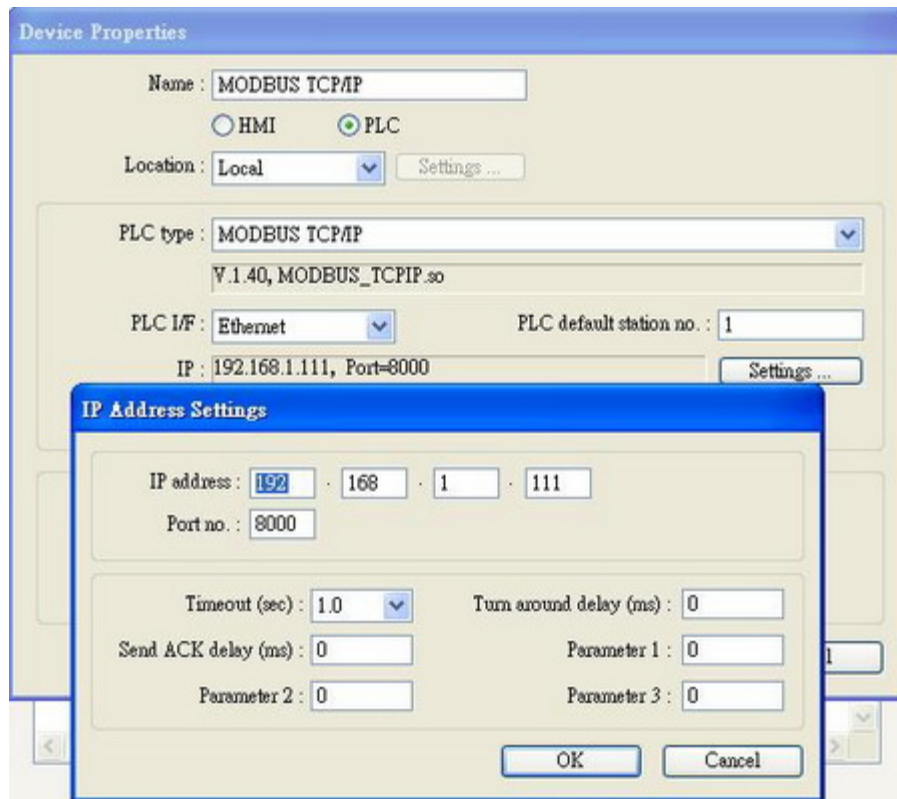 Device Properties
Name : MODBUS TCP/IP
HMI PLC
Location : Local Settings ...
PLC type : MODBUS TCP/IP
V.1.40, MODBUS_TCPIP.so
PLC I/F : Ethernet PLC default station no. : 1
IP : 192.168.1.111, Port=8000 Settings ...
IP Address Settings
IP address : 192 . 168 . 1 . 111
Port no. : 8000
Timeout (sec) : 1.0 Turn around delay (ms) : 0
Send ACK delay (ms) : 0 Parameter 1 : 0
Parameter 2 : 0 Parameter 3 : 0
OK Cancel